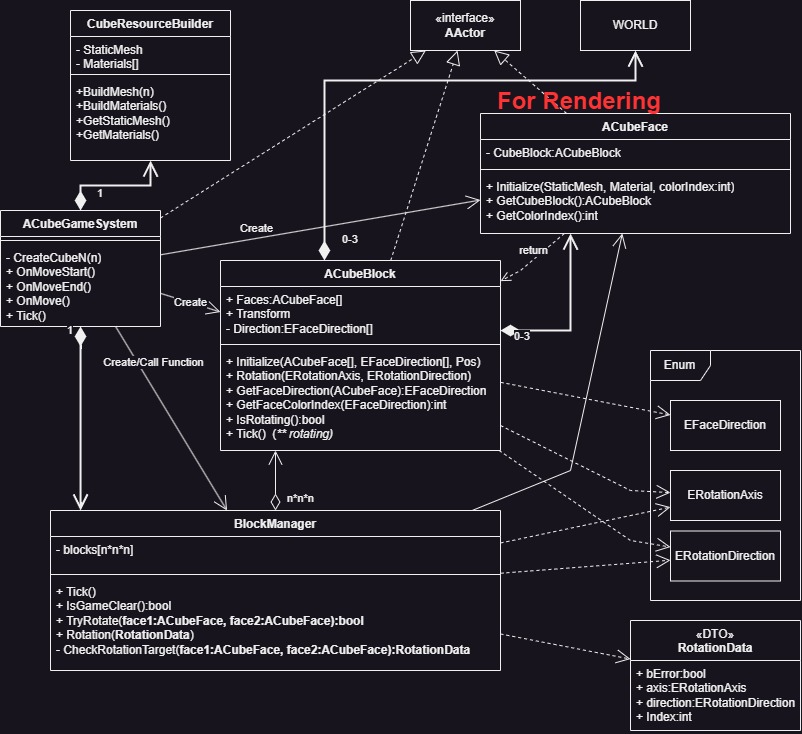 CubeResourceBuilder
- StaticMesh
- Materials[]
+BuildMesh(n)
+BuildMaterials()
+GetStaticMesh()
+GetMaterials()
«interface»
AActor
WORLD
For Rendering
ACubeFace
- CubeBlock:ACubeBlock
+ Initialize(StaticMesh, Material, colorIndex:int)
+ GetCubeBlock():ACubeBlock
+ GetColorIndex():int
1
ACubeGameSystem
- CreateCubeN(n)
+ OnMoveStart()
+ OnMoveEnd()
+ OnMove()
+ Tick()
Create
0-3
return
Create
ACubeBlock
+ Faces:ACubeFace[]
+ Transform
- Direction:EFaceDirection[]
+ Initialize(ACubeFace[], EFaceDirection[], Pos)
+ Rotation(ERotationAxis, ERotationDirection)
+ GetFaceDirection(ACubeFace):EFaceDirection
+ GetFaceColorIndex(EFaceDirection):int
+ IsRotating():bool
+ Tick() (** rotating)
0-3
1
Create/Call Function
Enum
EFaceDirection
ERotationAxis
ERotationDirection
n*n*n
BlockManager
- blocks[n*n*n]
+ Tick()
+ IsGameClear():bool
+ TryRotate(face1:ACubeFace, face2:ACubeFace):bool
+ Rotation(RotationData)
- CheckRotationTarget(face1:ACubeFace, face2:ACubeFace):RotationData
«DTO»
RotationData
+ bError:bool
+ axis:ERotationAxis
+ direction:ERotationDirection
+ Index:int